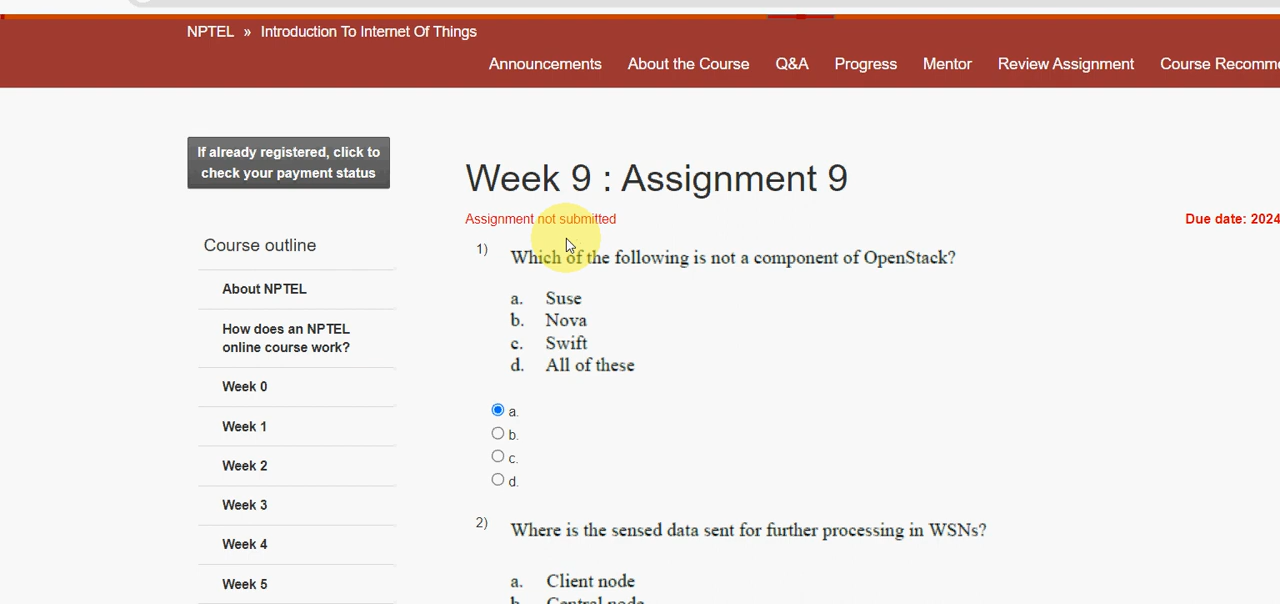 NPTEL » Introduction To Internet Of Things
Announcements About the Course Q&A Progress Mentor Review Assignment Course
If already registered, click to
check your payment status
Course outline
About NPTEL
How does an NPTEL
online course work?
Week 0
Week 1
Week 2
Week 3
Week 4
Week 5
Week 9 : Assignment 9
Assignment not submitted
Due date: 2024
1) Which of the following is not a component of OpenStack?
a. Suse
b. Nova
c. Swift
d. All of these
a.
b.
c.
d.
2) Where is the sensed data sent for further processing in WSNs?
a. Client node
b. Central node